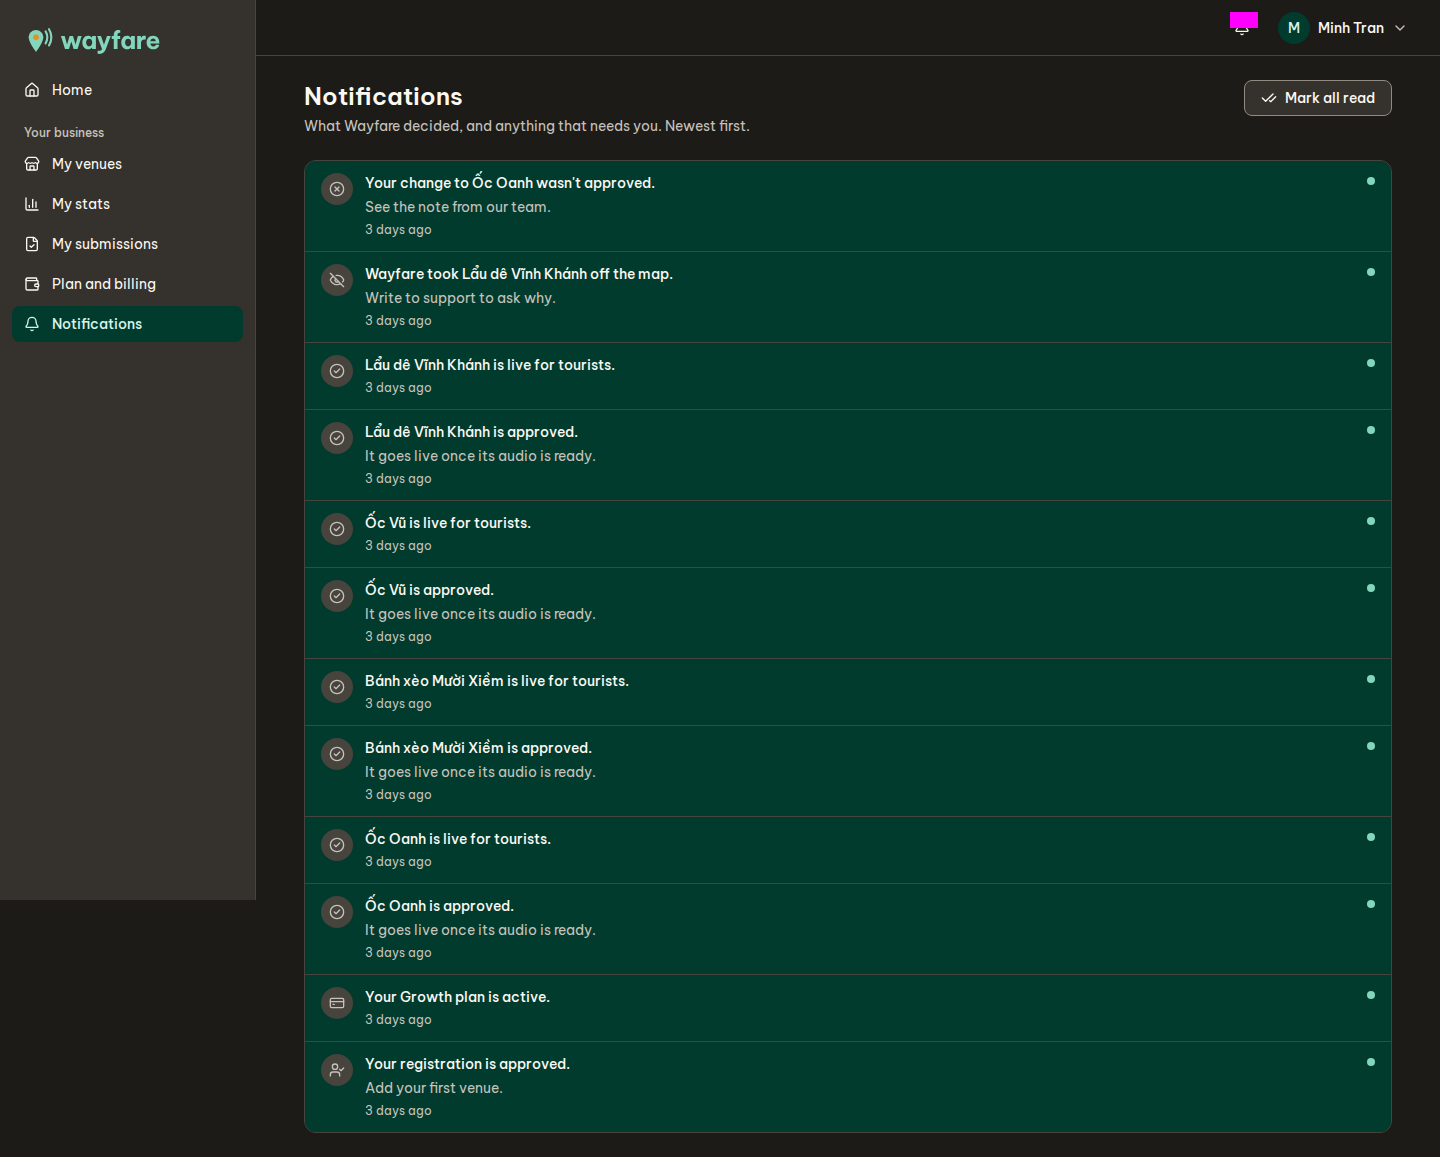 wayfare
Home
Your business
My venues
My stats
My submissions
Plan and billing
Notifications
M
Minh Tran
Notifications
What Wayfare decided, and anything that needs you. Newest first.
Mark all read
Your change to Ốc Oanh wasn't approved.
See the note from our team.
3 days ago
Wayfare took Lẩu dê Vĩnh Khánh off the map.
Write to support to ask why.
3 days ago
Lẩu dê Vĩnh Khánh is live for tourists.
3 days ago
Lẩu dê Vĩnh Khánh is approved.
It goes live once its audio is ready.
3 days ago
Ốc Vũ is live for tourists.
3 days ago
Ốc Vũ is approved.
It goes live once its audio is ready.
3 days ago
Bánh xèo Mười Xiềm is live for tourists.
3 days ago
Bánh xèo Mười Xiềm is approved.
It goes live once its audio is ready.
3 days ago
Ốc Oanh is live for tourists.
3 days ago
Ốc Oanh is approved.
It goes live once its audio is ready.
3 days ago
Your Growth plan is active.
3 days ago
Your registration is approved.
Add your first venue.
3 days ago